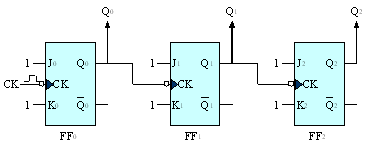 Q0 Q1 Q2
1 J0 Q0 1 J1 Q1 1 J2 Q2
CK CK CK CK
1 K0 Q̅0 1 K1 Q̅1 1 K2 Q̅2
FF0 FF1 FF2